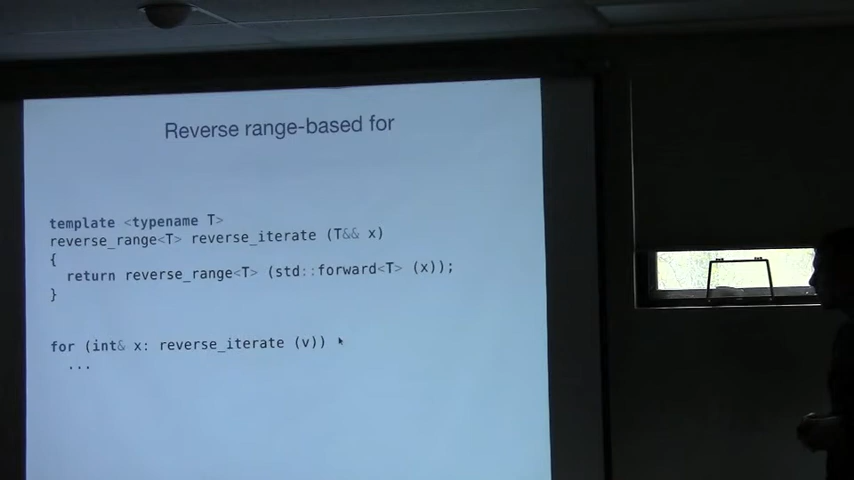 Reverse range-based for
template <typename T>
reverse_range<T> reverse_iterate (T&& x)
{
return reverse_range<T> (std::forward<T> (x));
}
for (int& x: reverse_iterate (v))
...